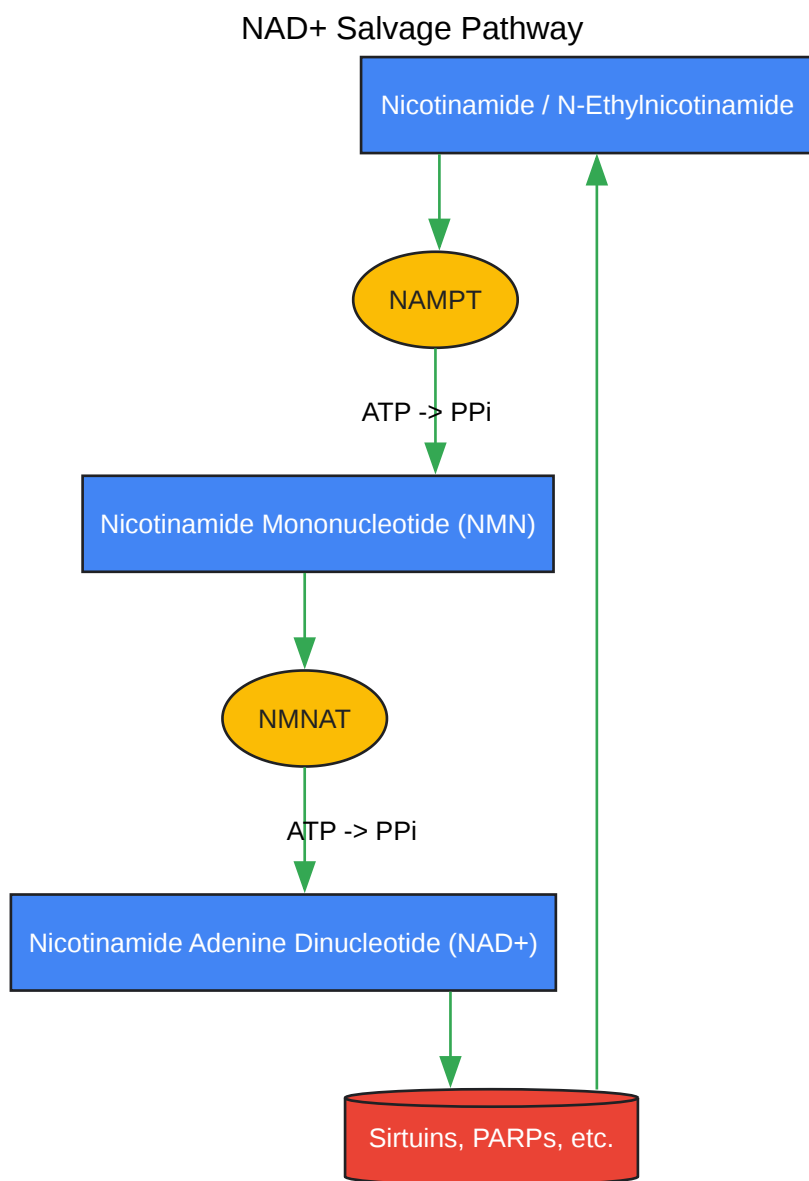 NAD+ Salvage Pathway
Nicotinamide / N-Ethylnicotinamide
NAMPT
ATP -> PPi
Nicotinamide Mononucleotide (NMN)
NMNAT
ATP -> PPi
Nicotinamide Adenine Dinucleotide (NAD+)
Sirtuins, PARPs, etc.